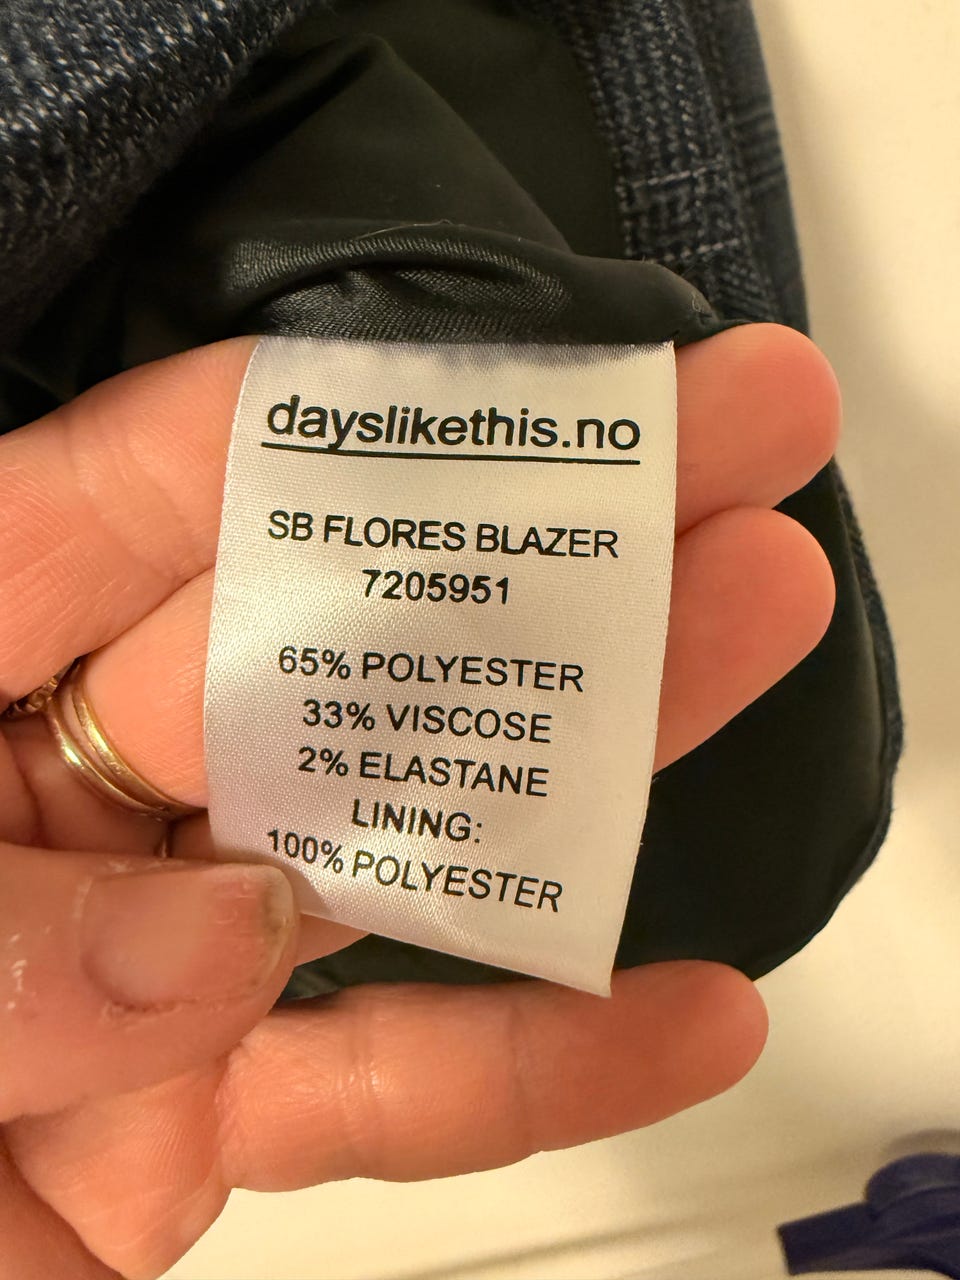 dayslikethis.no
SB FLORES BLAZER
7205951
65% POLYESTER
33% VISCOSE
2% ELASTANE
LINING:
100% POLYESTER